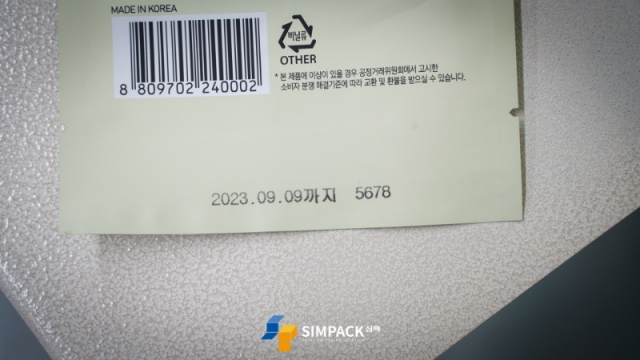 MADE IN KOREA
8 809702 240002
비닐류
OTHER
* 본 제품에 이상이 있을 경우 공정거래위원회에서 고시한
소비자 분쟁 해결기준에 따라 교환 및 환불을 받으실 수 있습니다.
2023.09.09까지 5678
SIMPACK 심팩